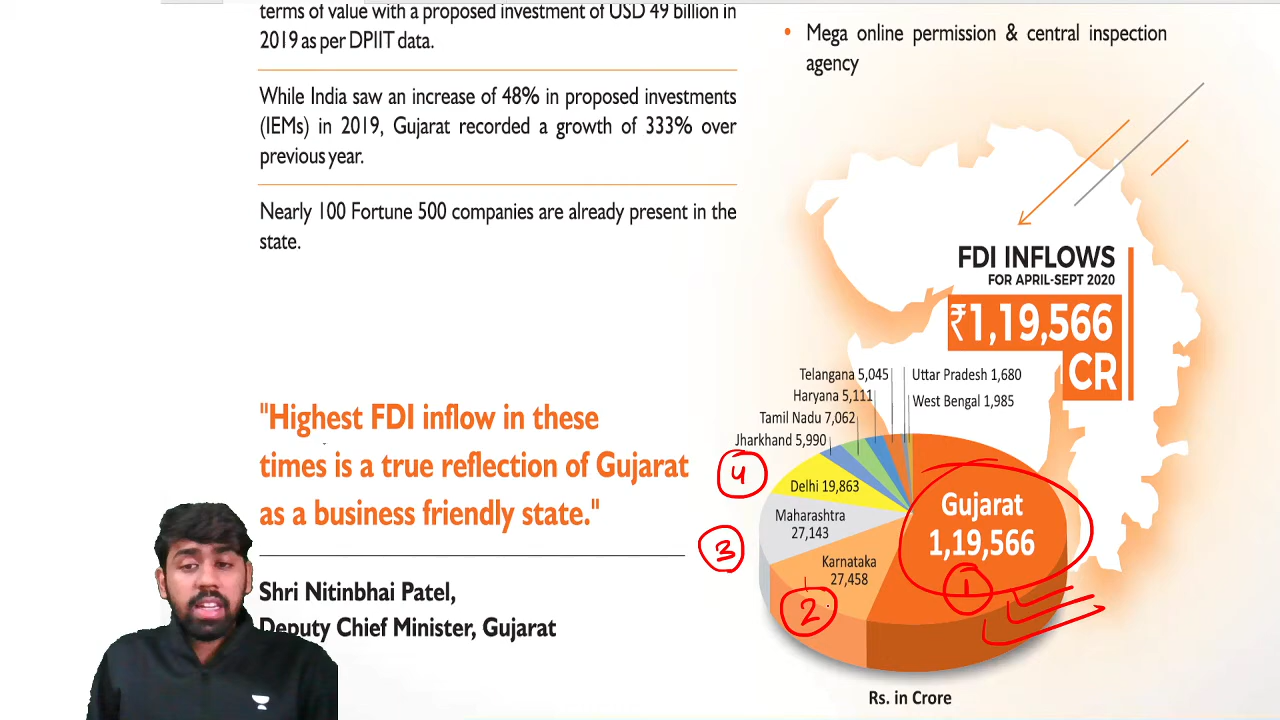 terms of value with a proposed investment of USD 49 billion in
2019 as per DPIIT data.
While India saw an increase of 48% in proposed investments
(IEMs) in 2019, Gujarat recorded a growth of 333% over
previous year.
Nearly 100 Fortune 500 companies are already present in the
state.
"Highest FDI inflow in these
times is a true reflection of Gujarat
as a business friendly state."
Shri Nitinbhai Patel,
Deputy Chief Minister, Gujarat
• Mega online permission & central inspection
agency
FDI INFLOWS
FOR APRIL-SEPT 2020
₹1,19,566
CR
Telangana 5,045
Uttar Pradesh 1,680
Haryana 5,111
West Bengal 1,985
Tamil Nadu 7,062
Jharkhand 5,990
4
Delhi 19,863
Gujarat
1,19,566
Maharashtra
27,143
3
Karnataka
27,458
1
2
Rs. in Crore